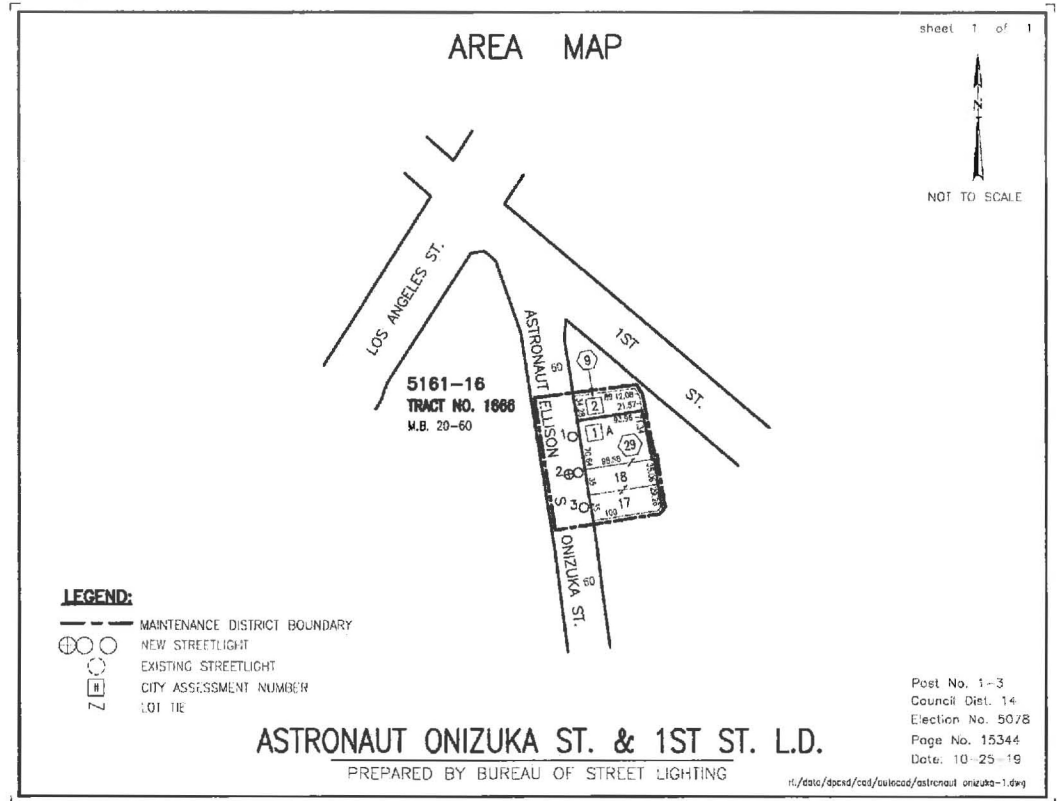 sheet 1 of 1
AREA MAP
N
NOT TO SCALE
LOS ANGELES ST.
1ST ST.
ASTRONAUT ELLISON S ONIZUKA ST.
60
9
5161-16
TRACT NO. 1666
M.B. 20-60
2
1
1 A
29
2
18
3
17
35
100
60
LEGEND:
MAINTENANCE DISTRICT BOUNDARY
NEW STREETLIGHT
EXISTING STREETLIGHT
# CITY ASSESSMENT NUMBER
Z LOT TIE
Post No. 1-3
Council Dist. 14
Election No. 5078
Page No. 15344
Date: 10-25-19
ASTRONAUT ONIZUKA ST. & 1ST ST. L.D.
PREPARED BY BUREAU OF STREET LIGHTING